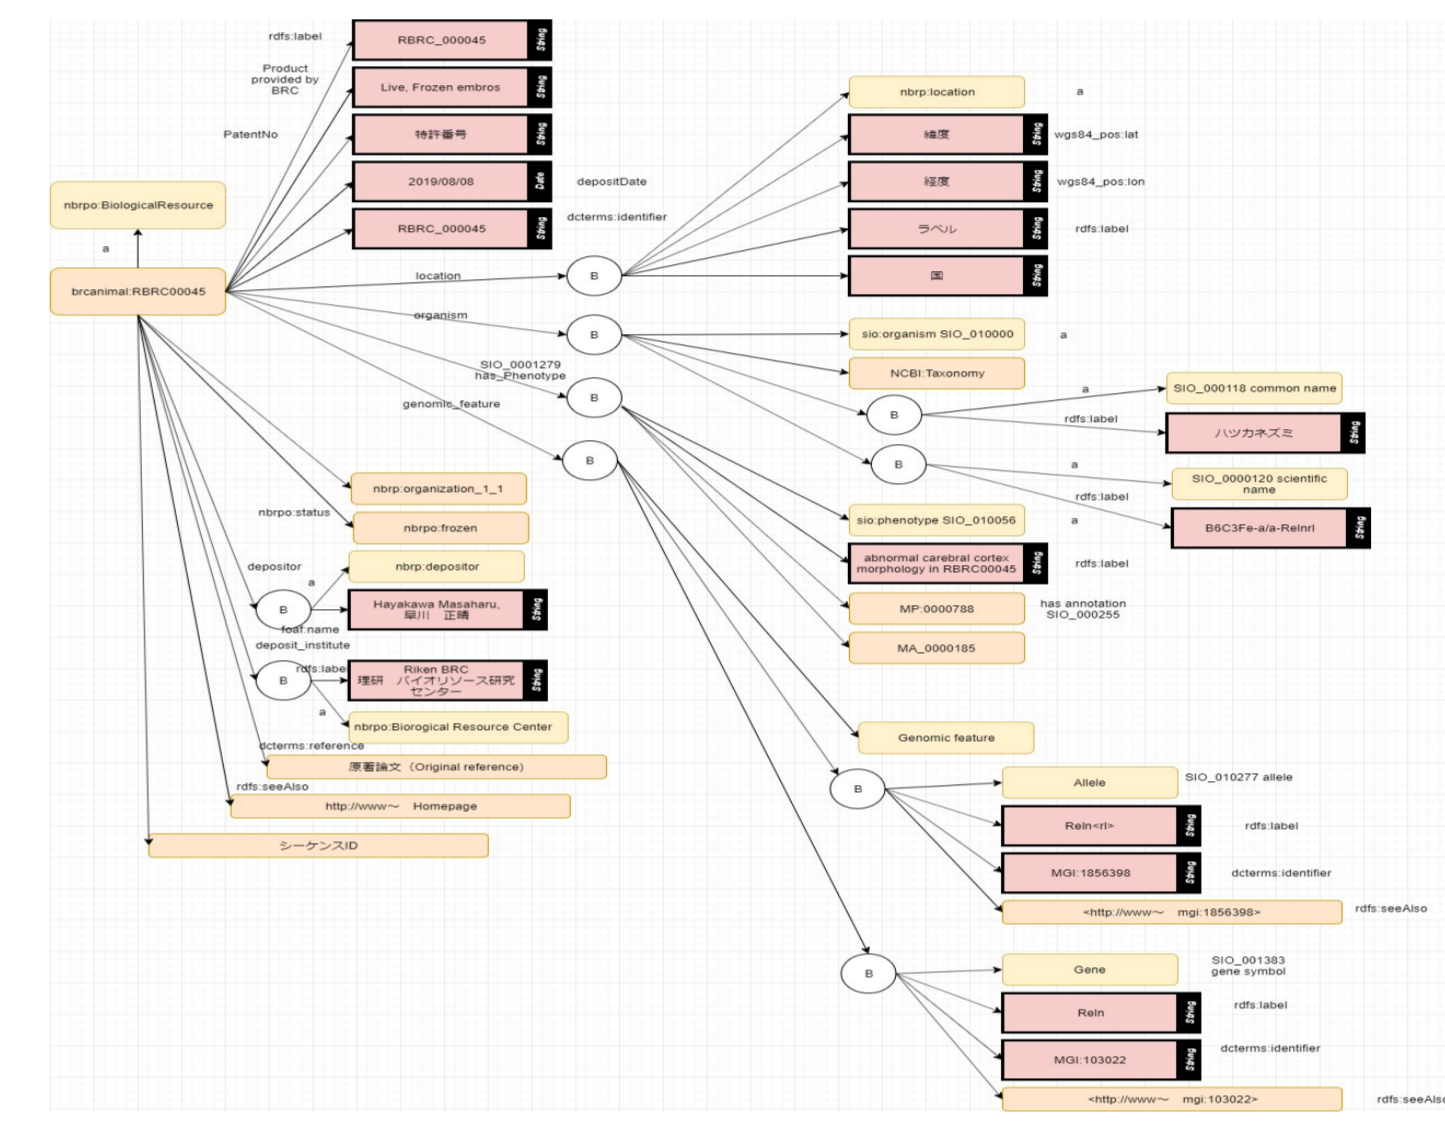 rdfs:label
RBRC_000045
String
Product
provided by
BRC
Live, Frozen embros
String
PatentNo
特許番号
String
2019/08/08
Date
depositDate
dcterms:identifier
RBRC_000045
String
nbrpo:BiologicalResource
a
brcanimal:RBRC00045
location
B
organism
B
SIO_0001279
has_Phenotype
B
genomic_feature
B
nbrp:location
a
緯度
String
wgs84_pos:lat
経度
String
wgs84_pos:lon
ラベル
String
rdfs:label
国
String
sio:organism SIO_010000
a
NCBI:Taxonomy
B
a
SIO_000118 common name
rdfs:label
ハツカネズミ
String
B
a
SIO_0000120 scientific
name
rdfs:label
B6C3Fe-a/a-Relnrl
String
sio:phenotype SIO_010056
a
abnormal carebral cortex
morphology in RBRC00045
String
rdfs:label
MP:0000788
has annotation
SIO_000255
MA_0000185
nbrp:organization_1_1
nbrpo:status
nbrpo:frozen
depositor
a
nbrp:depositor
B
Hayakawa Masaharu,
早川　正晴
String
foaf:name
deposit_institute
rdfs:labe
B
Riken BRC
理研　バイオリソース研究
センター
String
a
nbrpo:Biorogical Resource Center
dcterms:reference
原著論文（Original reference)
rdfs:seeAlso
http://www～　Homepage
シーケンスID
Genomic feature
B
Allele
SIO_010277 allele
Reln<rl>
String
rdfs:label
MGI:1856398
String
dcterms:identifier
<http://www～　mgi:1856398>
rdfs:seeAlso
B
Gene
SIO_001383
gene symbol
Reln
String
rdfs:label
MGI:103022
String
dcterms:identifier
<http://www～　mgi:103022>
rdfs:seeAlso